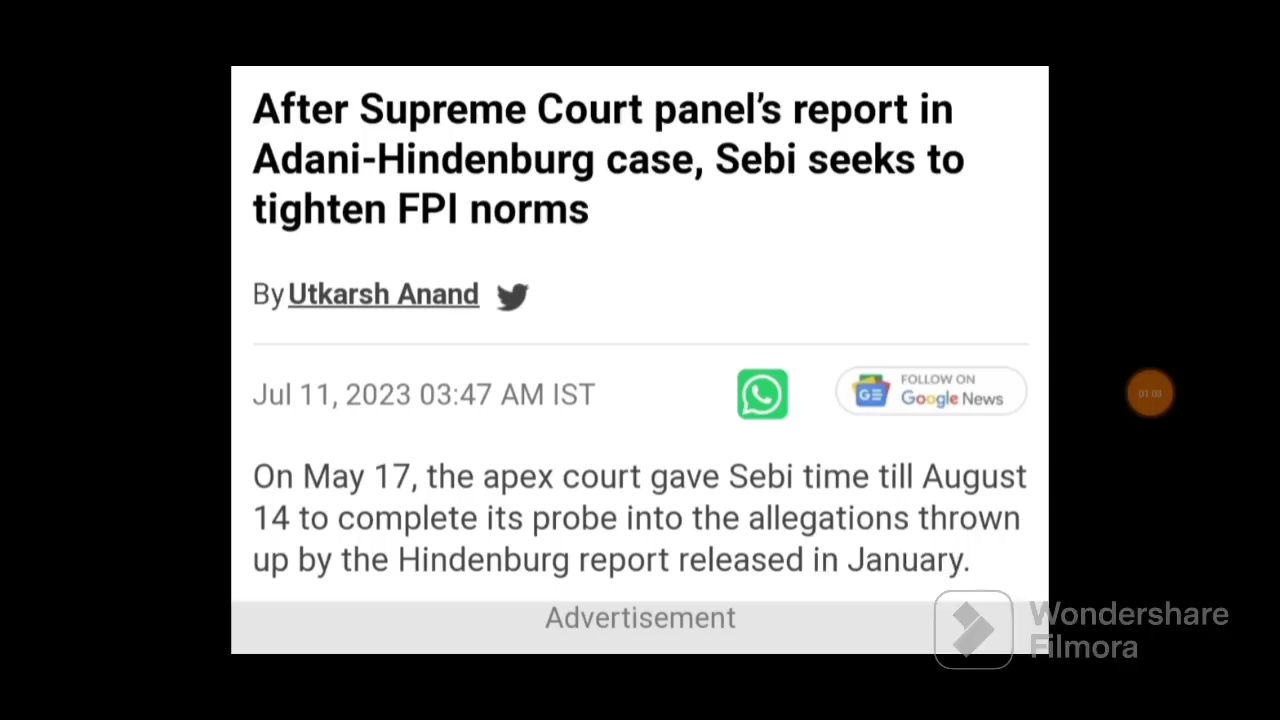 After Supreme Court panel's report in
Adani-Hindenburg case, Sebi seeks to
tighten FPI norms
By Utkarsh Anand
Jul 11, 2023 03:47 AM IST
FOLLOW ON
GE Google News
01:03
On May 17, the apex court gave Sebi time till August
14 to complete its probe into the allegations thrown
up by the Hindenburg report released in January.
Advertisement
Wondershare
Filmora